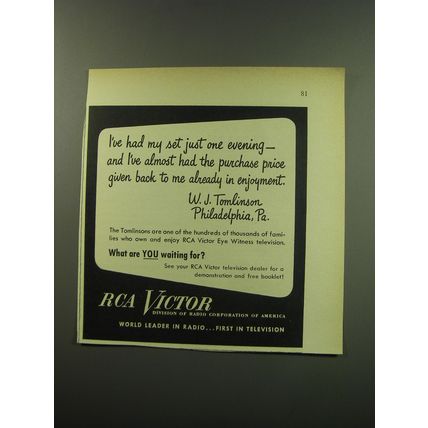 81
I've had my set just one evening—
and I've almost had the purchase price
given back to me already in enjoyment.
W. J. Tomlinson
Philadelphia, Pa.
The Tomlinsons are one of the hundreds of thousands of fami-
lies who own and enjoy RCA Victor Eye Witness television.
What are YOU waiting for?
See your RCA Victor television dealer for a
demonstration and free booklet!
RCA VICTOR
DIVISION OF RADIO CORPORATION OF AMERICA
WORLD LEADER IN RADIO...FIRST IN TELEVISION